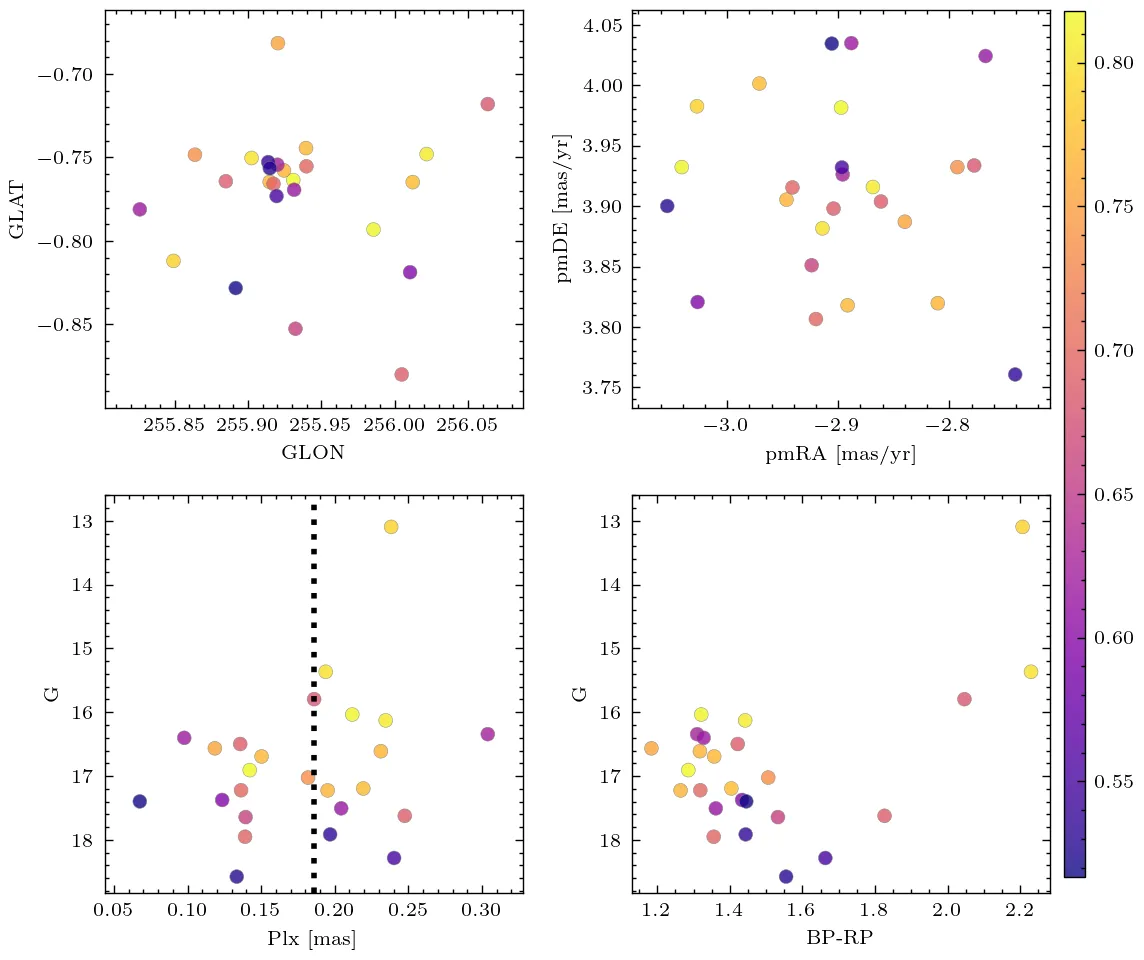 −0.70
−0.75
−0.80
−0.85
GLAT
255.85 255.90 255.95 256.00 256.05
GLON
4.05
4.00
3.95
3.90
3.85
3.80
3.75
pmDE [mas/yr]
−3.0 −2.9 −2.8
pmRA [mas/yr]
0.80
0.75
0.70
0.65
0.60
0.55
13
14
15
16
17
18
G
0.05 0.10 0.15 0.20 0.25 0.30
Plx [mas]
13
14
15
16
17
18
G
1.2 1.4 1.6 1.8 2.0 2.2
BP-RP